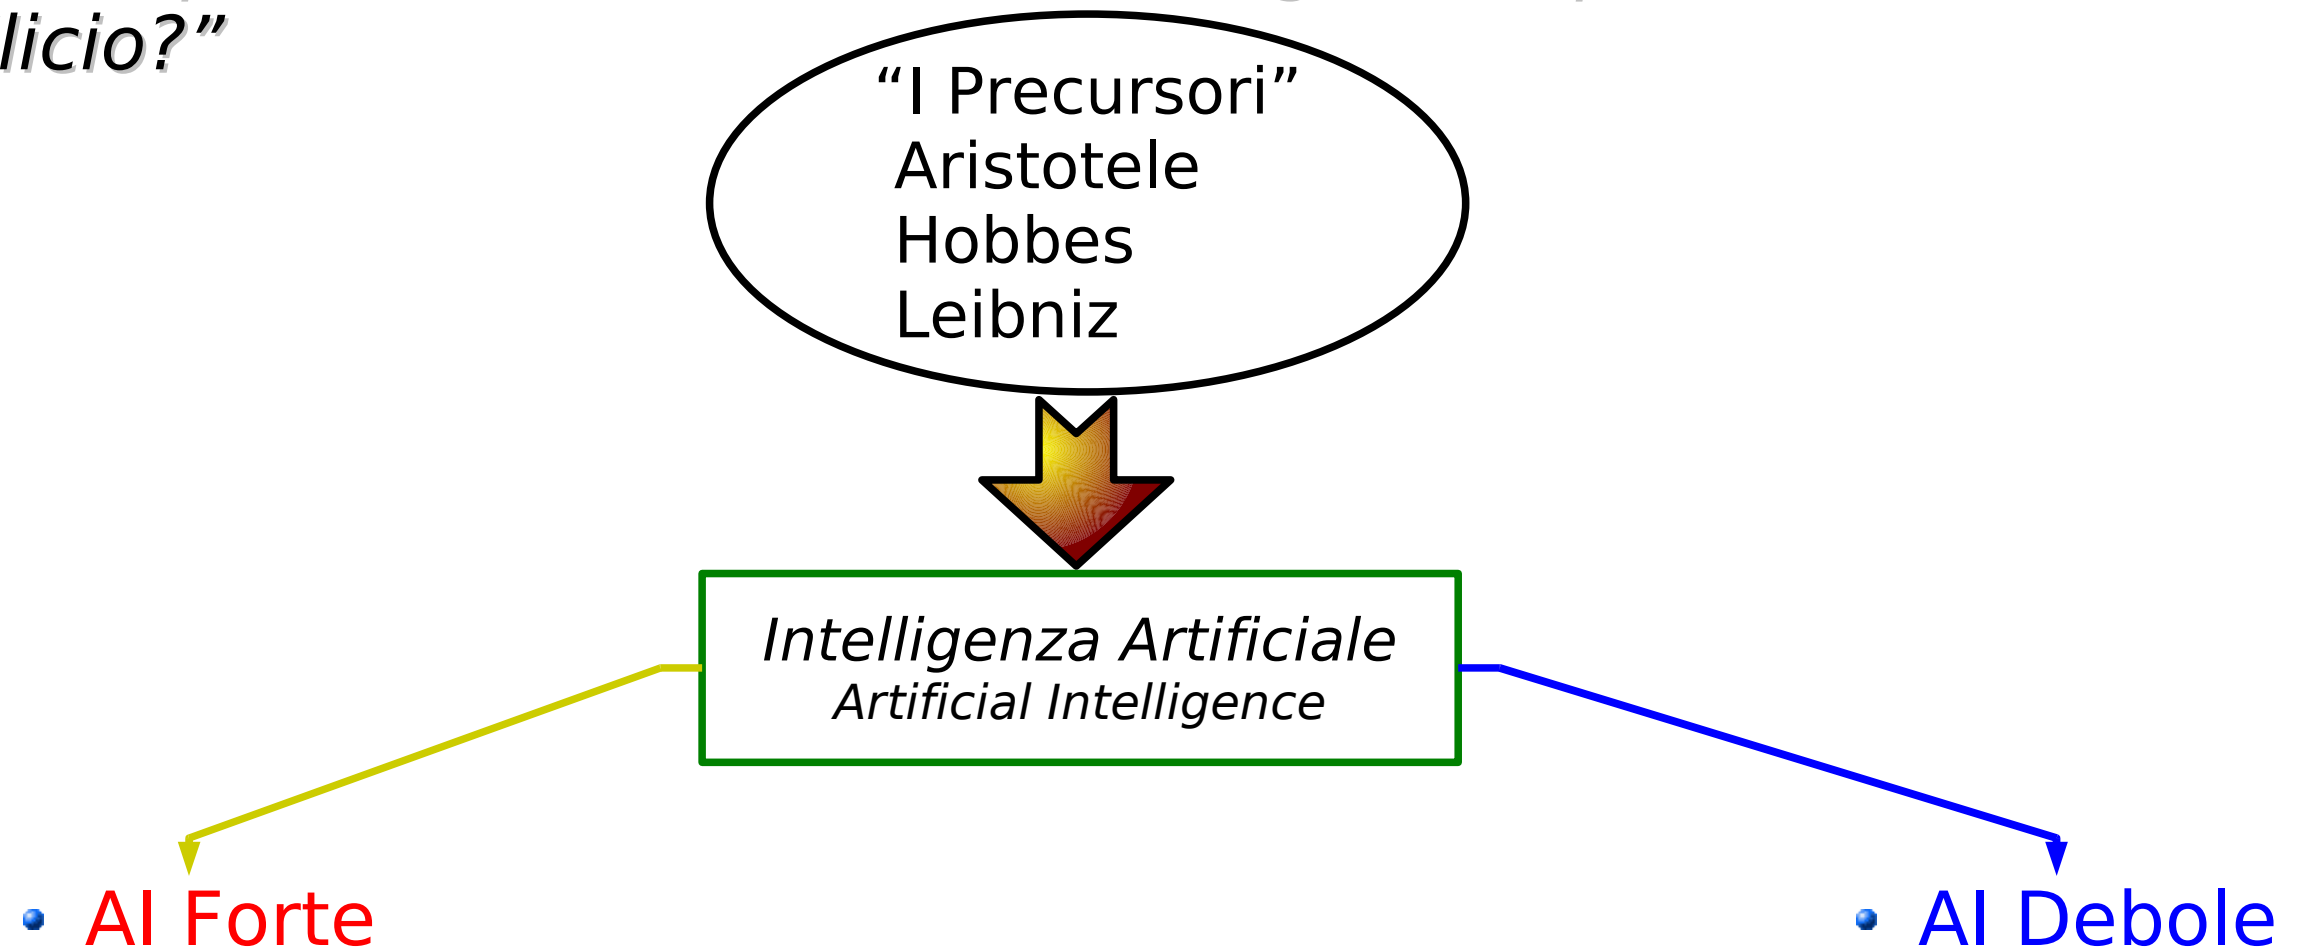 licio?”
“I Precursori”
Aristotele
Hobbes
Leibniz
Intelligenza Artificiale
Artificial Intelligence
AI Forte
AI Debole